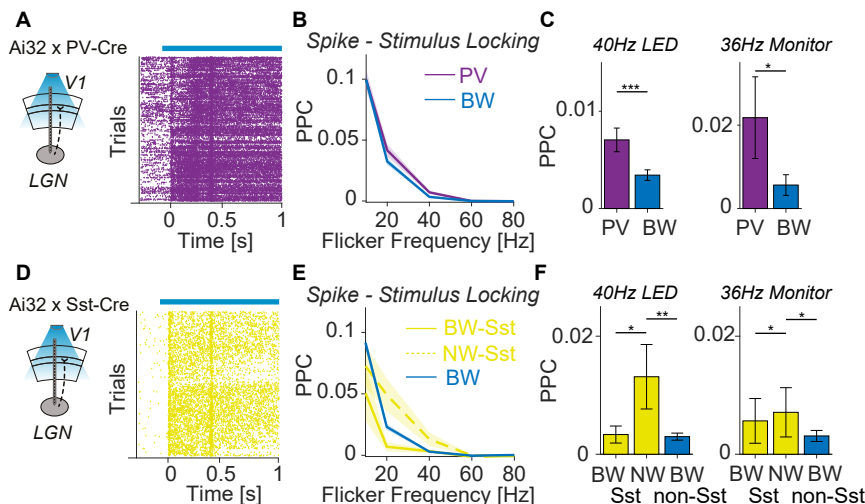 A
Ai32 x PV-Cre
V1
LGN
Trials
0 0.5 1
Time [s]
B
Spike - Stimulus Locking
PV
BW
PPC
0.1
0.05
0
20 40 60 80
Flicker Frequency [Hz]
C
40Hz LED
***
PPC
0.01
0
PV BW
36Hz Monitor
*
0.02
0
PV BW
D
Ai32 x Sst-Cre
V1
LGN
Trials
0 0.5 1
Time [s]
E
Spike - Stimulus Locking
BW-Sst
NW-Sst
BW
PPC
0.1
0.05
0
20 40 60 80
Flicker Frequency [Hz]
F
40Hz LED
* **
PPC
0.02
0
BW NW BW
Sst non-Sst
36Hz Monitor
* *
0.02
0
BW NW BW
Sst non-Sst